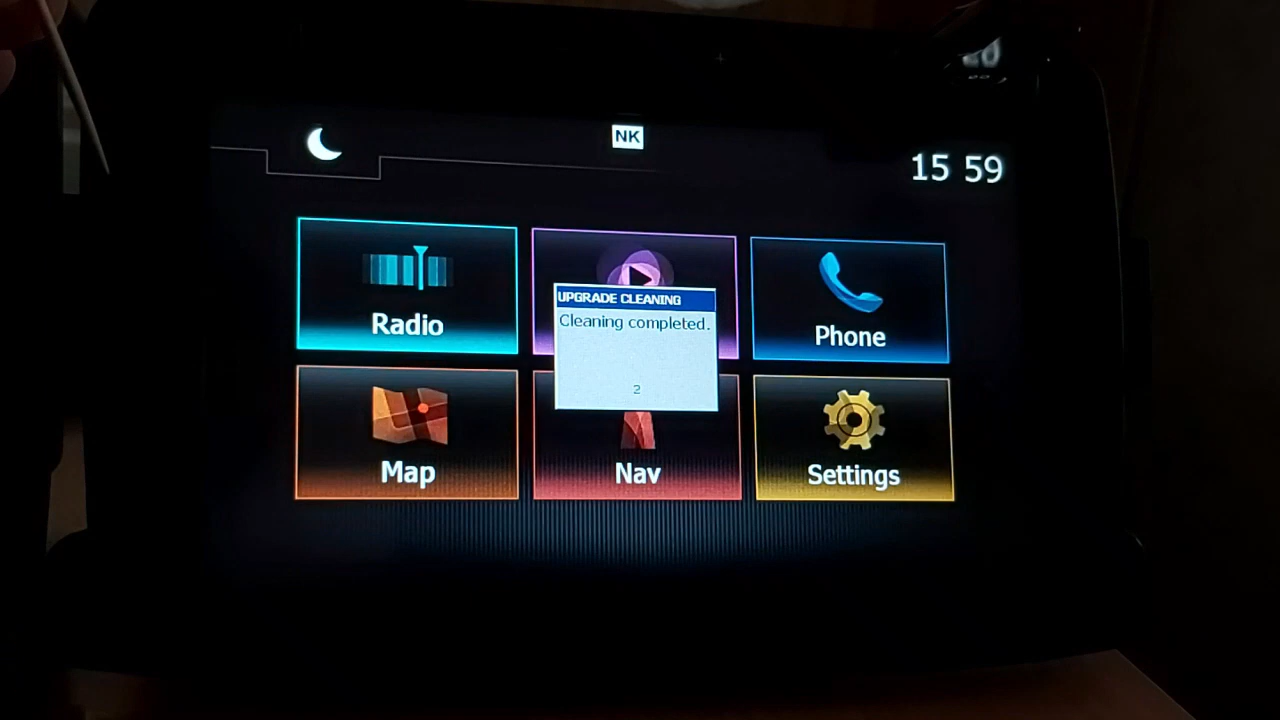 NK
15 59
Radio
UPGRADE CLEANING
Cleaning completed.
2
Phone
Map
Nav
Settings